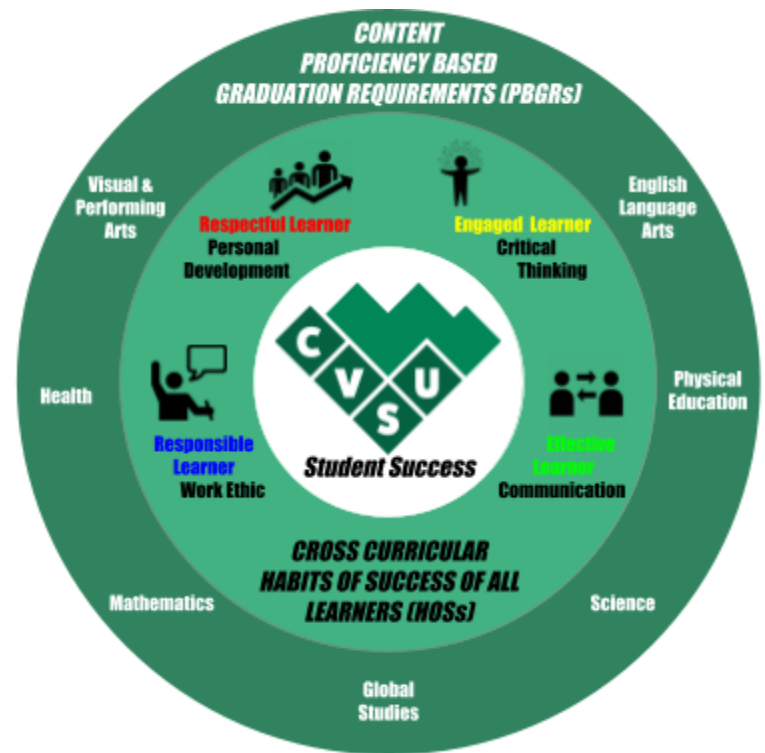 CONTENT
PROFICIENCY BASED
GRADUATION REQUIREMENTS (PBGRs)
Visual &
Performing
Arts
English
Language
Arts
Respectful Learner
Personal
Development
Engaged Learner
Critical
Thinking
C
V
S
U
Student Success
Health
Physical
Education
Responsible
Learner
Work Ethic
Effective
Learner
Communication
CROSS CURRICULAR
HABITS OF SUCCESS OF ALL
LEARNERS (HOSs)
Mathematics
Science
Global
Studies